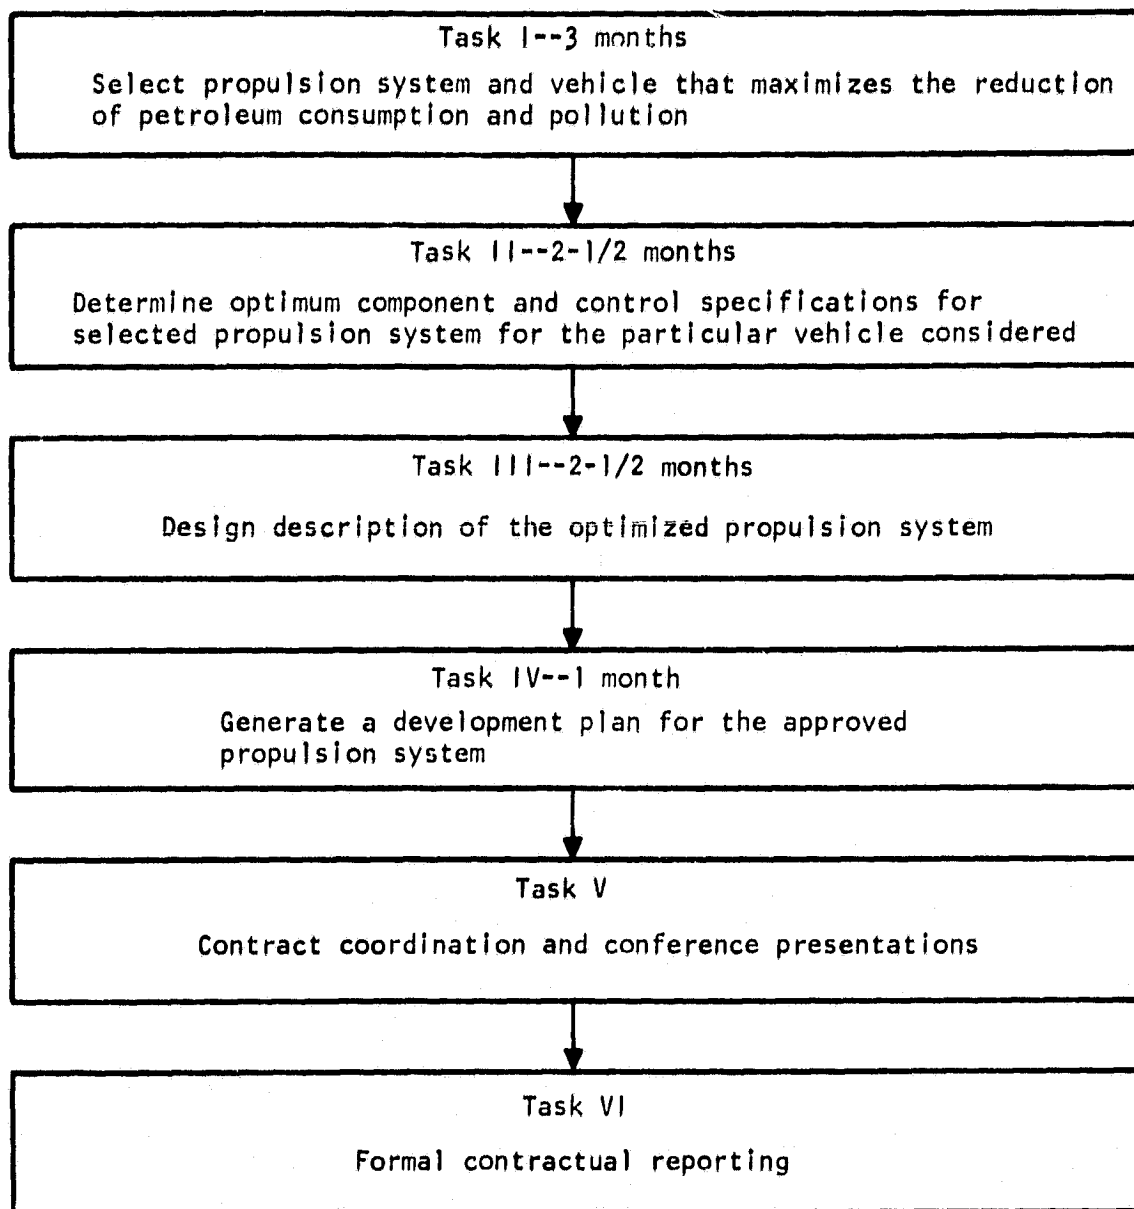 Task I--3 months
Select propulsion system and vehicle that maximizes the reduction
of petroleum consumption and pollution
Task II--2-1/2 months
Determine optimum component and control specifications for
selected propulsion system for the particular vehicle considered
Task III--2-1/2 months
Design description of the optimized propulsion system
Task IV--1 month
Generate a development plan for the approved
propulsion system
Task V
Contract coordination and conference presentations
Task VI
Formal contractual reporting